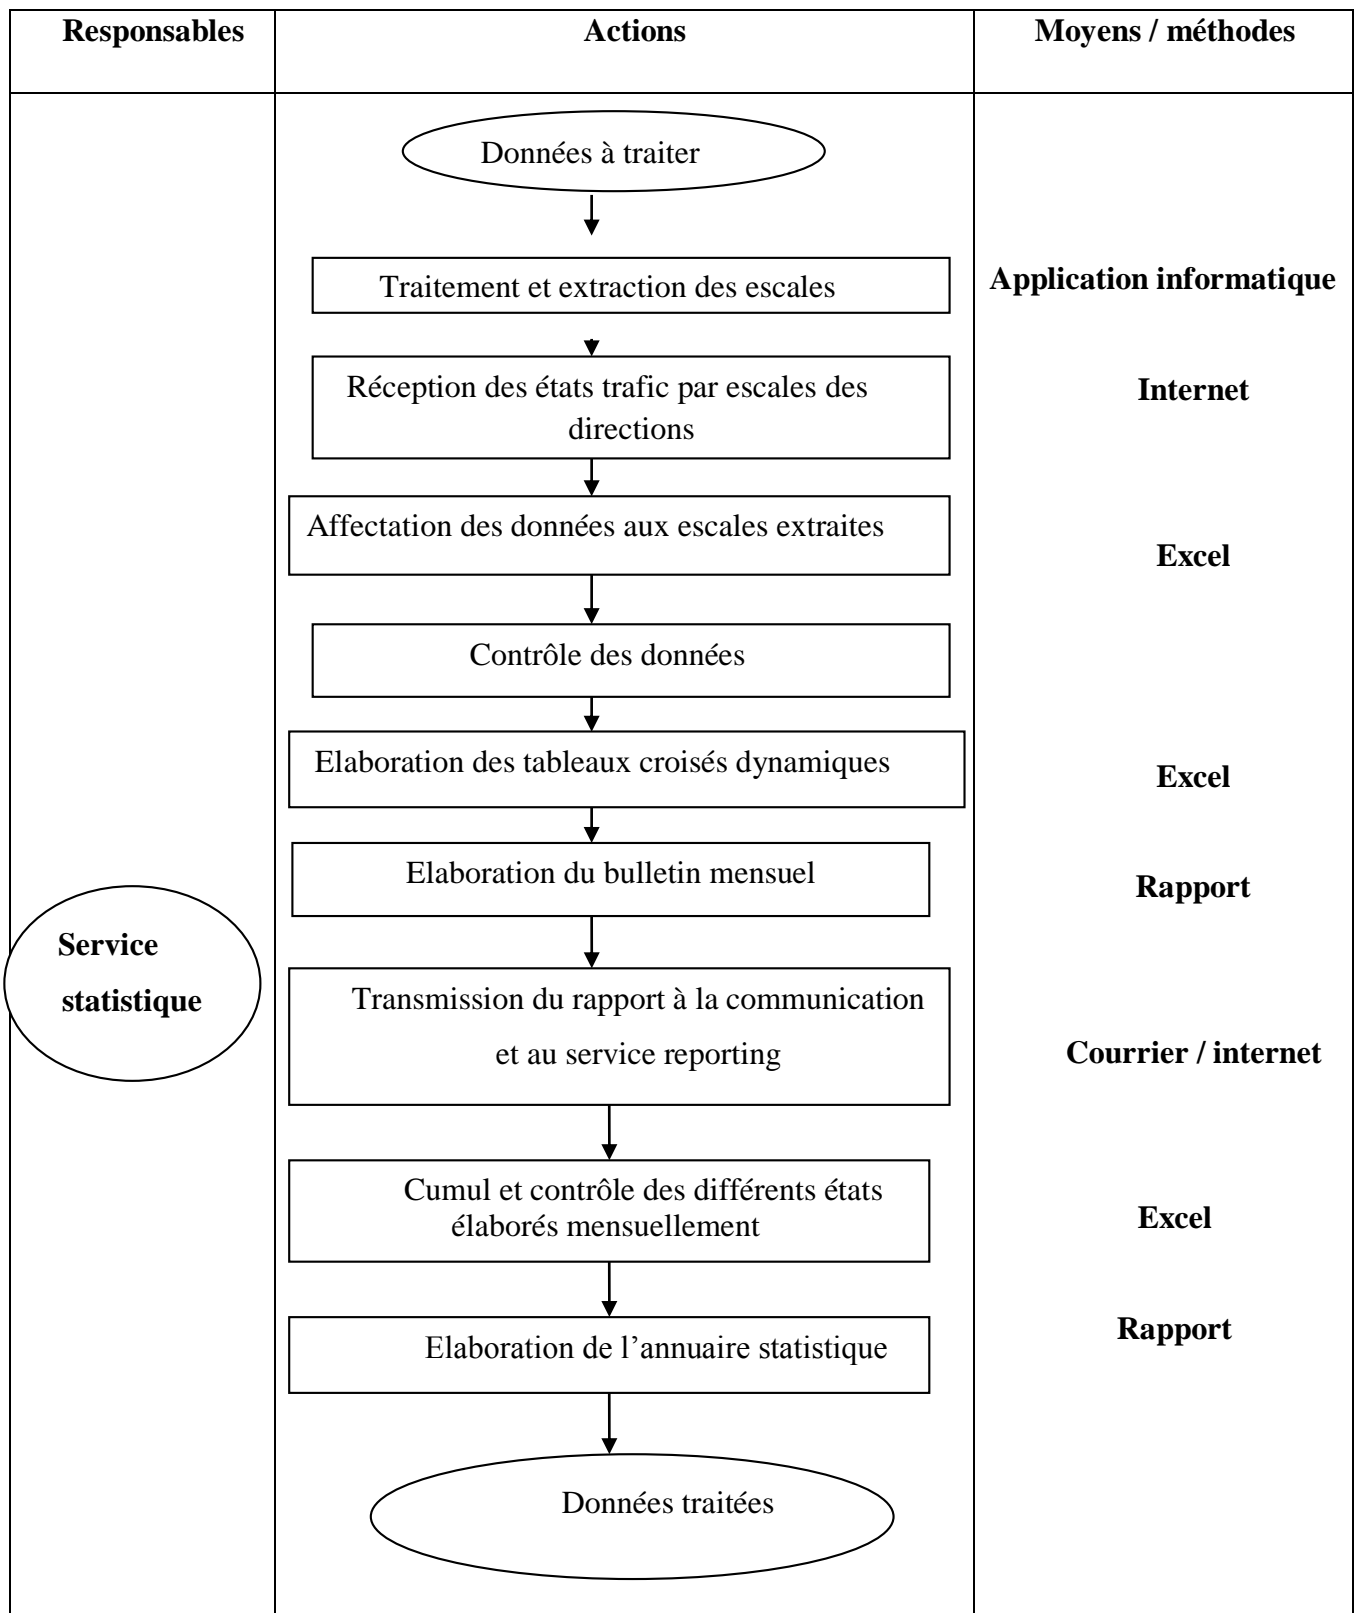 Responsables
Actions
Moyens / méthodes
Données à traiter
Traitement et extraction des escales
Application informatique
Réception des états trafic par escales des
directions
Internet
Affectation des données aux escales extraites
Excel
Contrôle des données
Elaboration des tableaux croisés dynamiques
Excel
Elaboration du bulletin mensuel
Rapport
Service
statistique
Transmission du rapport à la communication
et au service reporting
Courrier / internet
Cumul et contrôle des différents états
élaborés mensuellement
Excel
Elaboration de l’annuaire statistique
Rapport
Données traitées